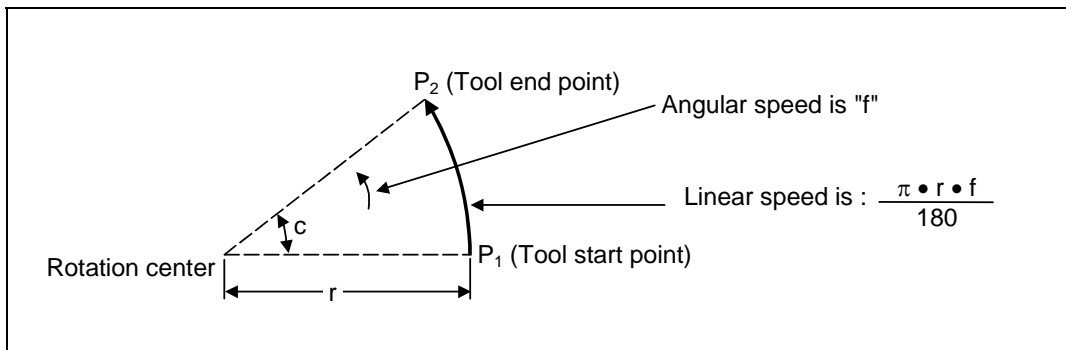 P₂ (Tool end point)
Angular speed is "f"
Linear speed is : π • r • f
180
c
Rotation center
P₁ (Tool start point)
r